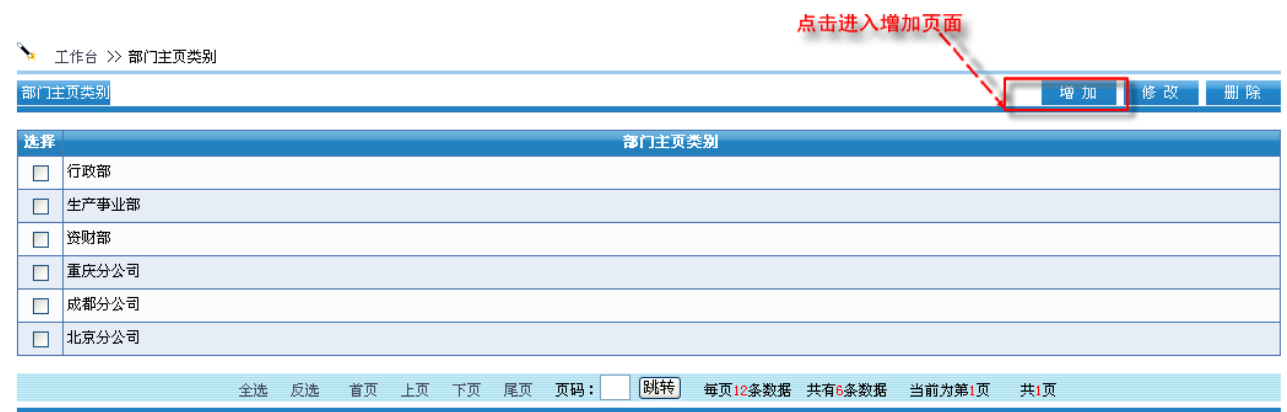 点击进入增加页面
工作台 >> 部门主页类别
部门主页类别 增 加 修 改 删 除
选择 部门主页类别
行政部
生产事业部
资财部
重庆分公司
成都分公司
北京分公司
全选 反选 首页 上页 下页 尾页 页码： 跳转 每页12条数据 共有6条数据 当前为第1页 共1页